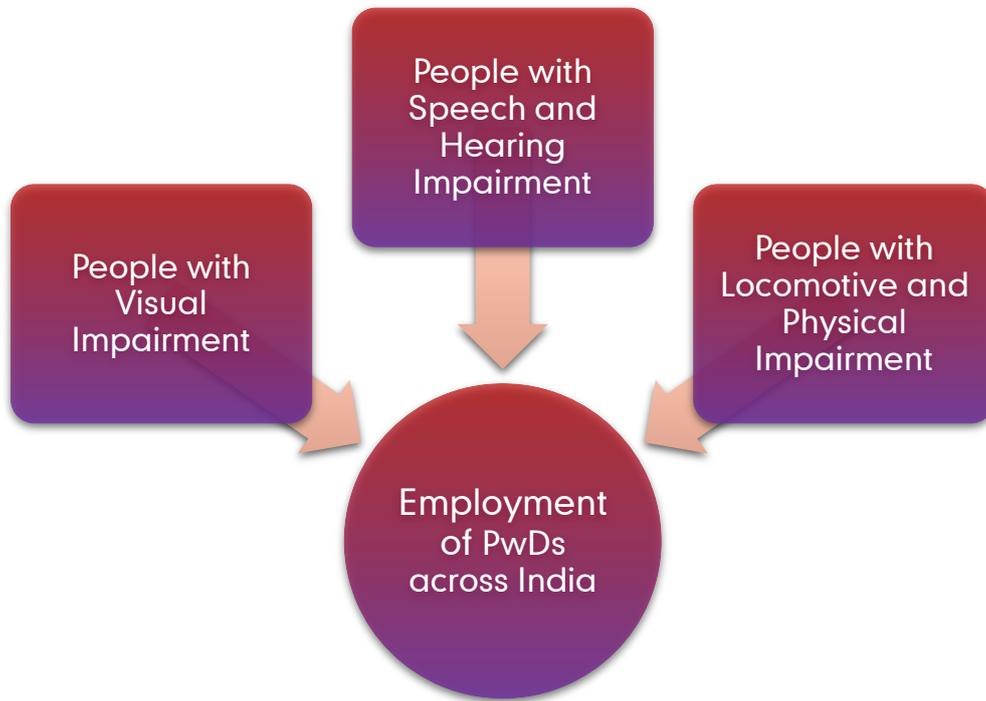 People with
Speech and
Hearing
Impairment
People with
Visual
Impairment
People with
Locomotive and
Physical
Impairment
Employment
of PwDs
across India